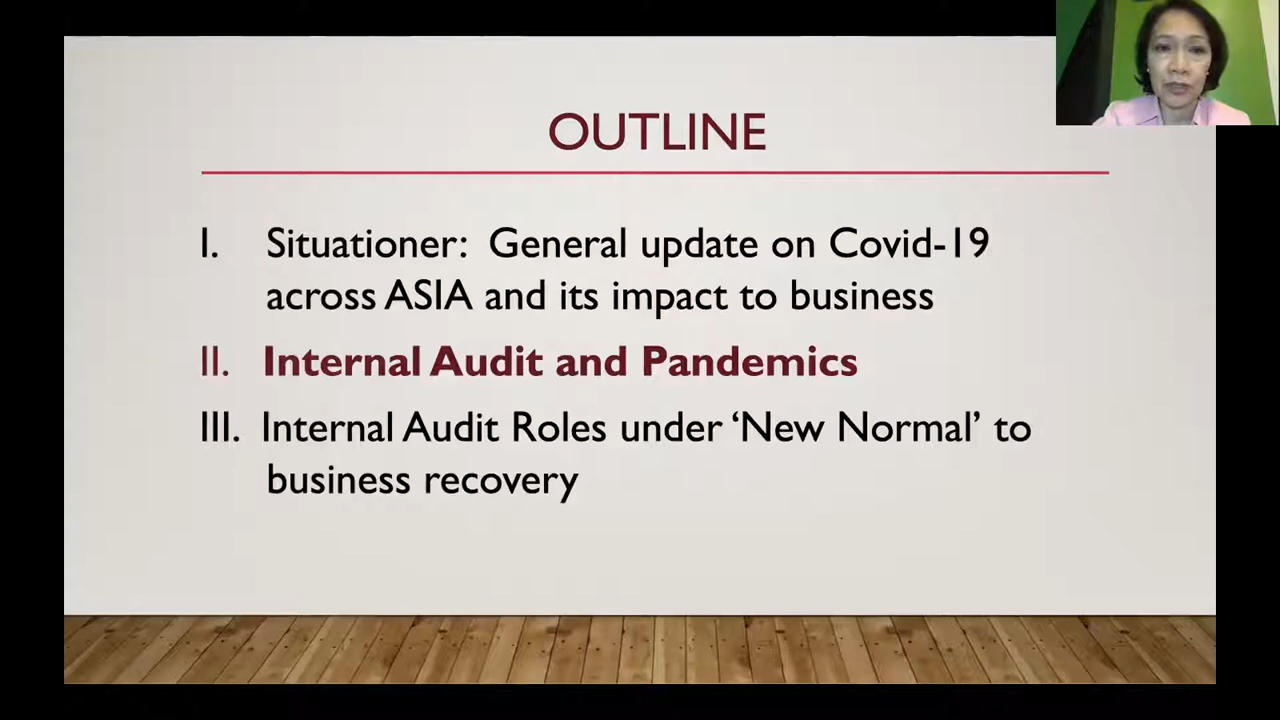 OUTLINE
I. Situationer: General update on Covid-19
across ASIA and its impact to business
II. Internal Audit and Pandemics
III. Internal Audit Roles under ‘New Normal’ to
business recovery